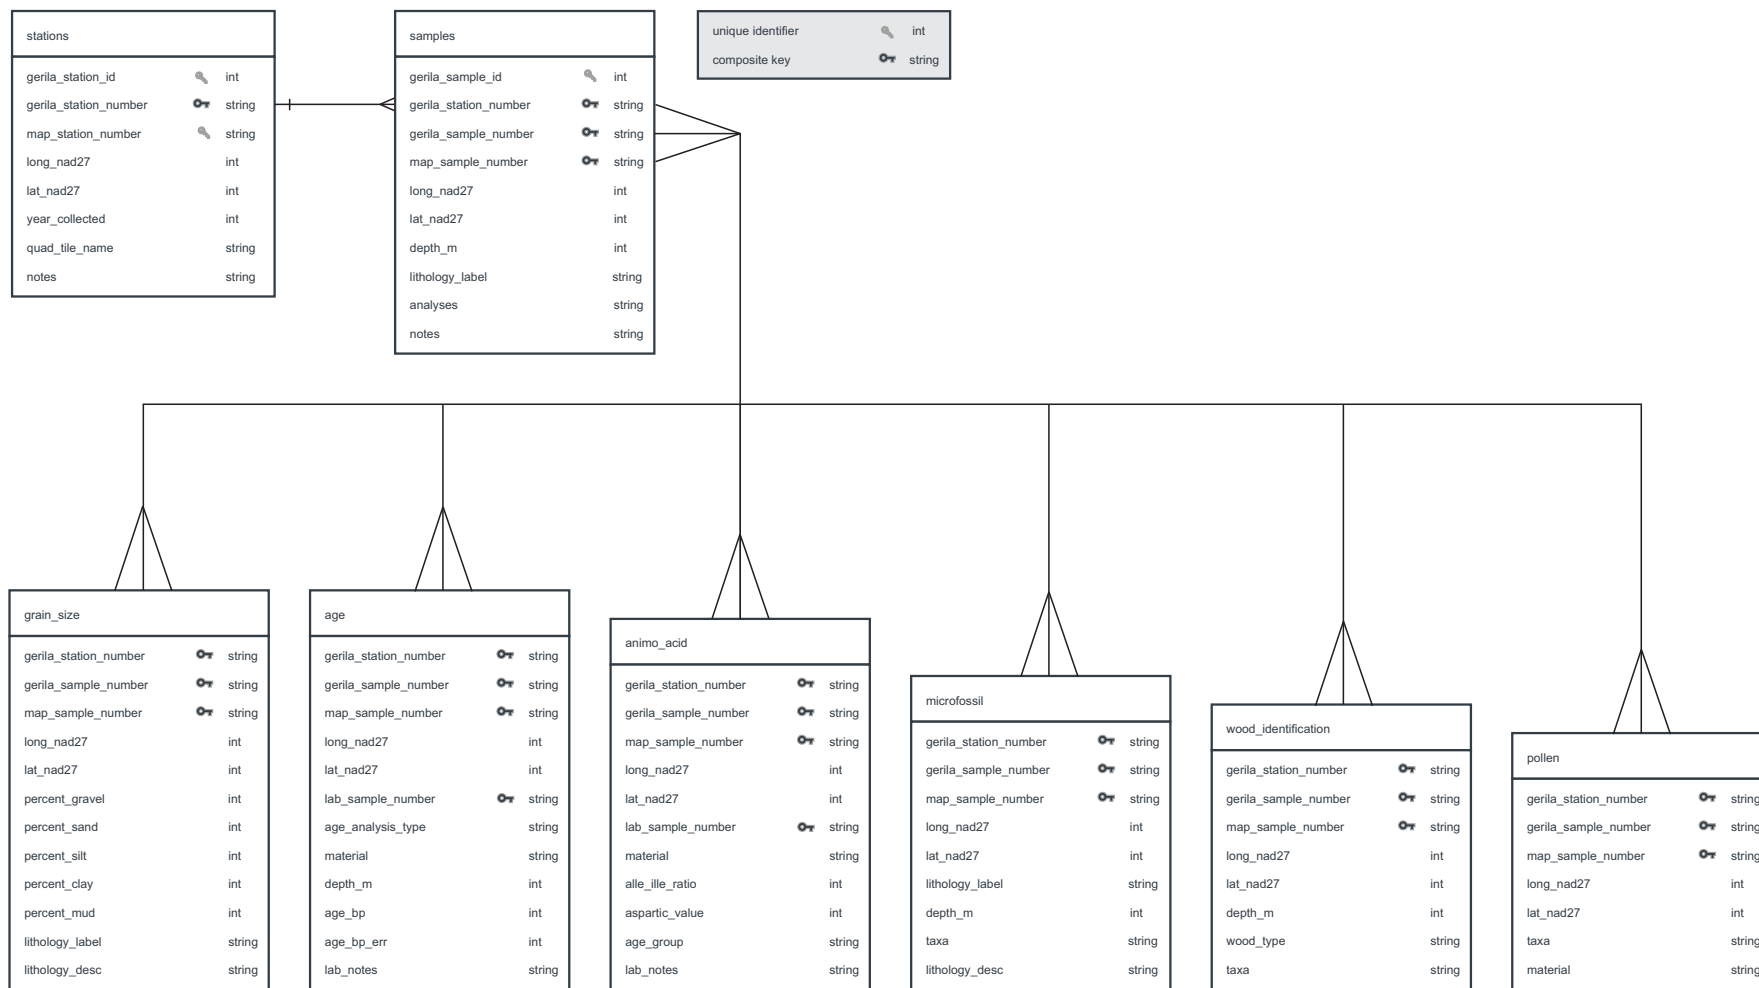 stations
gerila_station_id int
gerila_station_number string
map_station_number string
long_nad27 int
lat_nad27 int
year_collected int
quad_tile_name string
notes string
samples
gerila_sample_id int
gerila_station_number string
gerila_sample_number string
map_sample_number string
long_nad27 int
lat_nad27 int
depth_m int
lithology_label string
analyses string
notes string
unique identifier int
composite key string
grain_size
gerila_station_number string
gerila_sample_number string
map_sample_number string
long_nad27 int
lat_nad27 int
percent_gravel int
percent_sand int
percent_silt int
percent_clay int
percent_mud int
lithology_label string
lithology_desc string
age
gerila_station_number string
gerila_sample_number string
map_sample_number string
long_nad27 int
lat_nad27 int
lab_sample_number string
age_analysis_type string
material string
depth_m int
age_bp int
age_bp_err int
lab_notes string
animo_acid
gerila_station_number string
gerila_sample_number string
map_sample_number string
long_nad27 int
lat_nad27 int
lab_sample_number string
material string
alle_ille_ratio int
aspartic_value int
age_group string
lab_notes string
microfossil
gerila_station_number string
gerila_sample_number string
map_sample_number string
long_nad27 int
lat_nad27 int
lithology_label string
depth_m int
taxa string
lithology_desc string
wood_identification
gerila_station_number string
gerila_sample_number string
map_sample_number string
long_nad27 int
lat_nad27 int
depth_m int
wood_type string
taxa string
pollen
gerila_station_number string
gerila_sample_number string
map_sample_number string
long_nad27 int
lat_nad27 int
taxa string
material string